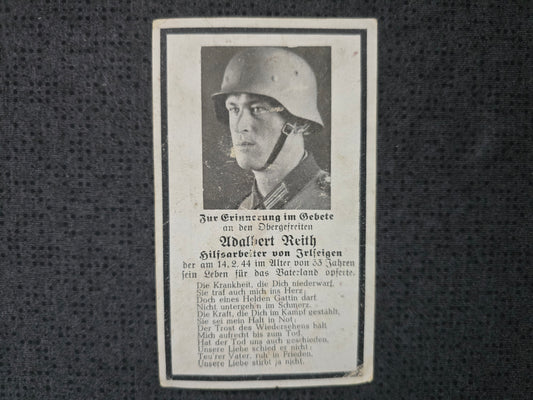 Zur Erinnerung im Gebete
an den Obergefreiten
Adalbert Reith
Hilfsarbeiter von Irlfeigen
der am 14. 2. 44 im Alter von 33 Jahren
sein Leben für das Vaterland opferte.
Die Krankheit, die Dich niederwarf,
Sie traf auch mich ins Herz;
Doch eines Helden Gattin darf
Nicht untergeh'n im Schmerz.
Die Kraft, die Dich im Kampf gestählt,
Sie sei mein Halt in Not;
Der Trost des Wiedersehens hält
Mich aufrecht bis zum Tod.
Hat der Tod uns auch geschieden,
Unsere Liebe schied er nicht;
Teu'rer Vater, ruh' in Frieden,
Unsere Liebe stirbt ja nicht.